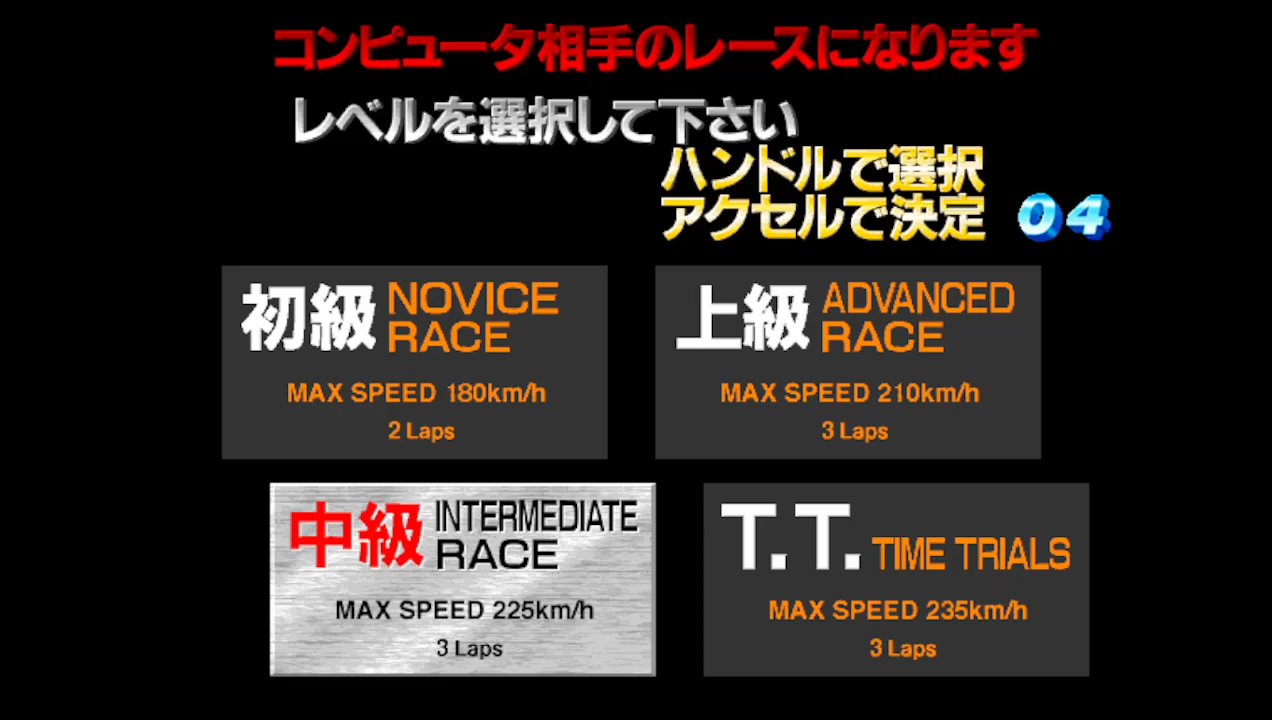 コンピュータ相手のレースになります
レベルを選択して下さい
ハンドルで選択
アクセルで決定
04
初級 NOVICE RACE
MAX SPEED 180km/h
2 Laps
上級 ADVANCED RACE
MAX SPEED 210km/h
3 Laps
中級 INTERMEDIATE RACE
MAX SPEED 225km/h
3 Laps
T.T. TIME TRIALS
MAX SPEED 235km/h
3 Laps